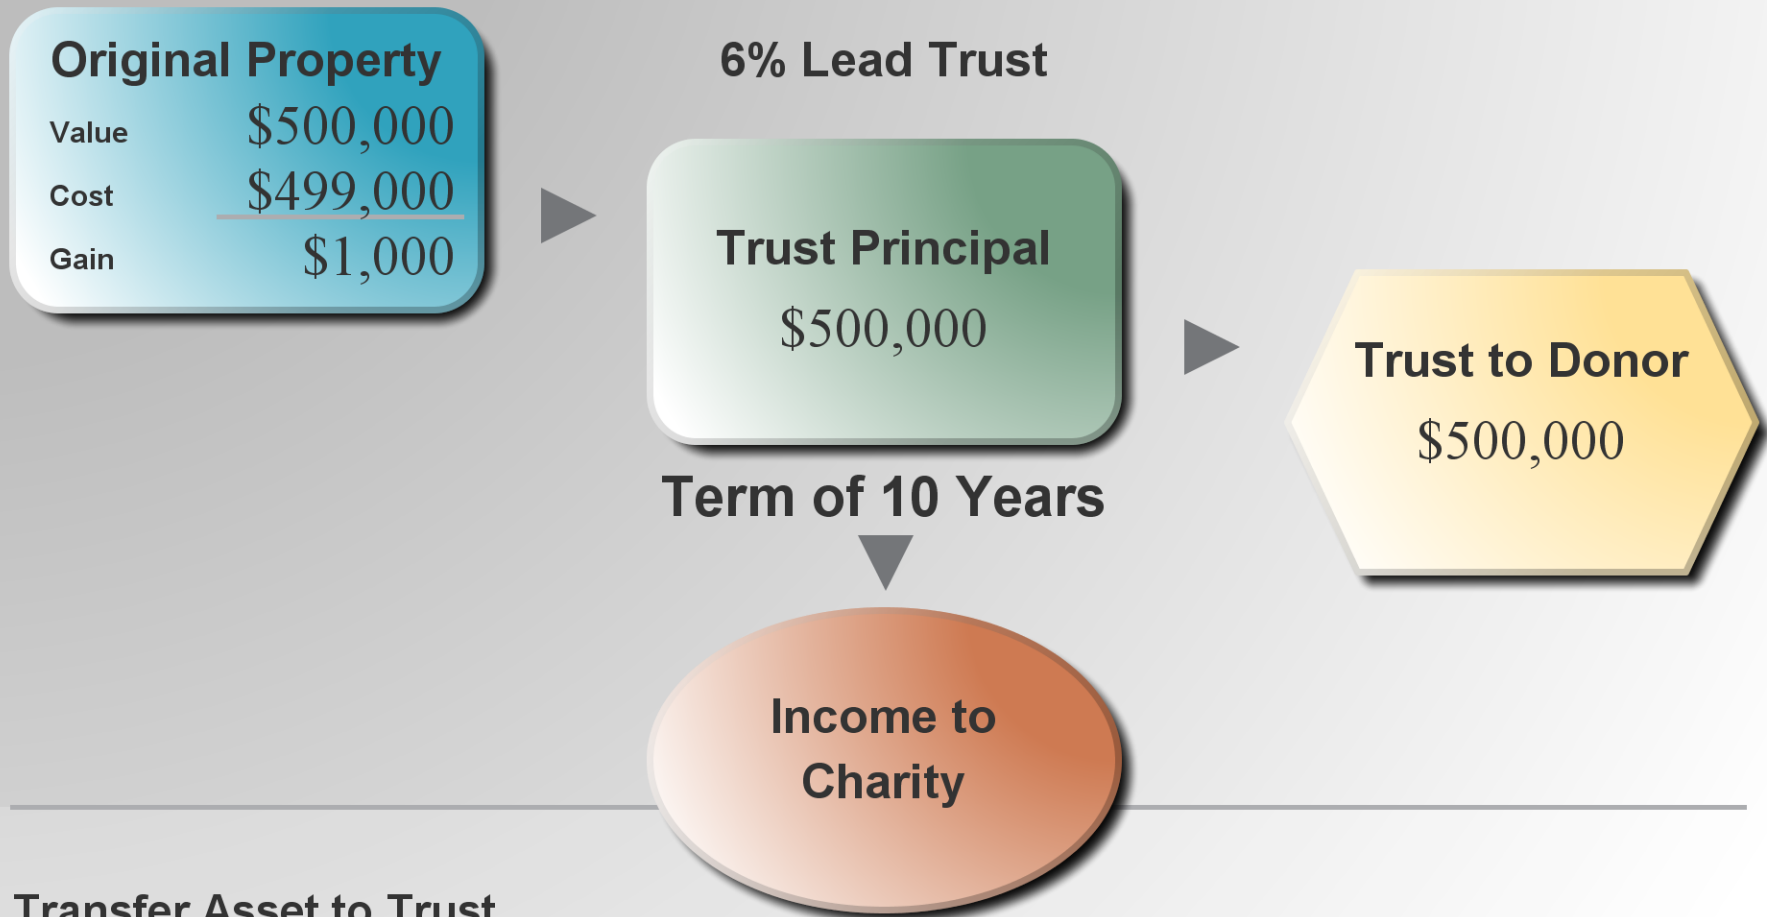 Original Property
Value $500,000
Cost $499,000
Gain $1,000
6% Lead Trust
Trust Principal
$500,000
Term of 10 Years
Trust to Donor
$500,000
Income to
Charity
Transfer Asset to Trust